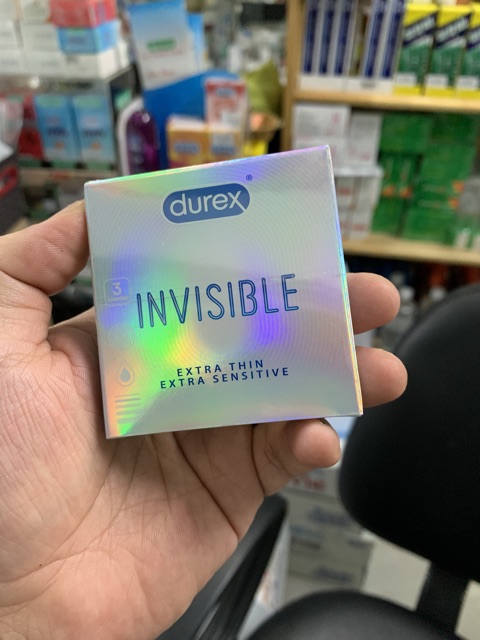 durex
®
3
INVISIBLE
EXTRA THIN
EXTRA SENSITIVE